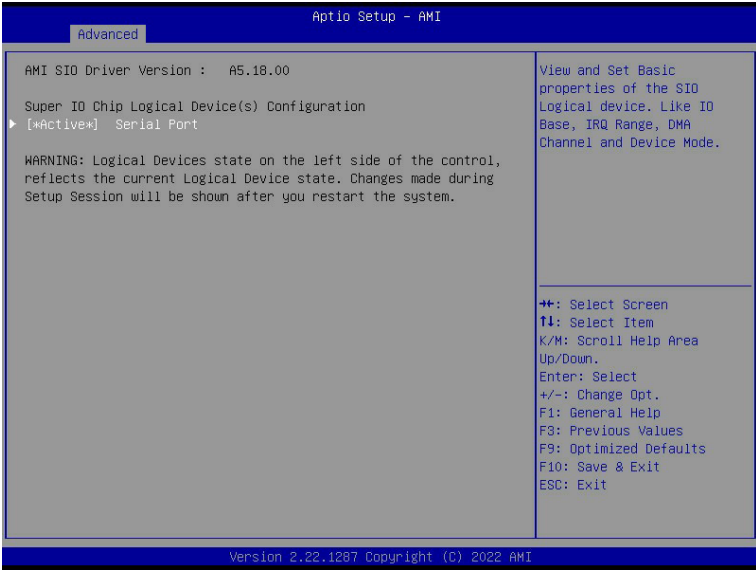 Aptio Setup - AMI
Advanced
AMI SIO Driver Version : A5.18.00
Super IO Chip Logical Device(s) Configuration
[*Active*] Serial Port
WARNING: Logical Devices state on the left side of the control,
reflects the current Logical Device state. Changes made during
Setup Session will be shown after you restart the system.
View and Set Basic
properties of the SIO
Logical device. Like IO
Base, IRQ Range, DMA
Channel and Device Mode.
→←: Select Screen
↑↓: Select Item
K/M: Scroll Help Area
Up/Down.
Enter: Select
+/-: Change Opt.
F1: General Help
F3: Previous Values
F9: Optimized Defaults
F10: Save & Exit
ESC: Exit
Version 2.22.1287 Copyright (C) 2022 AMI